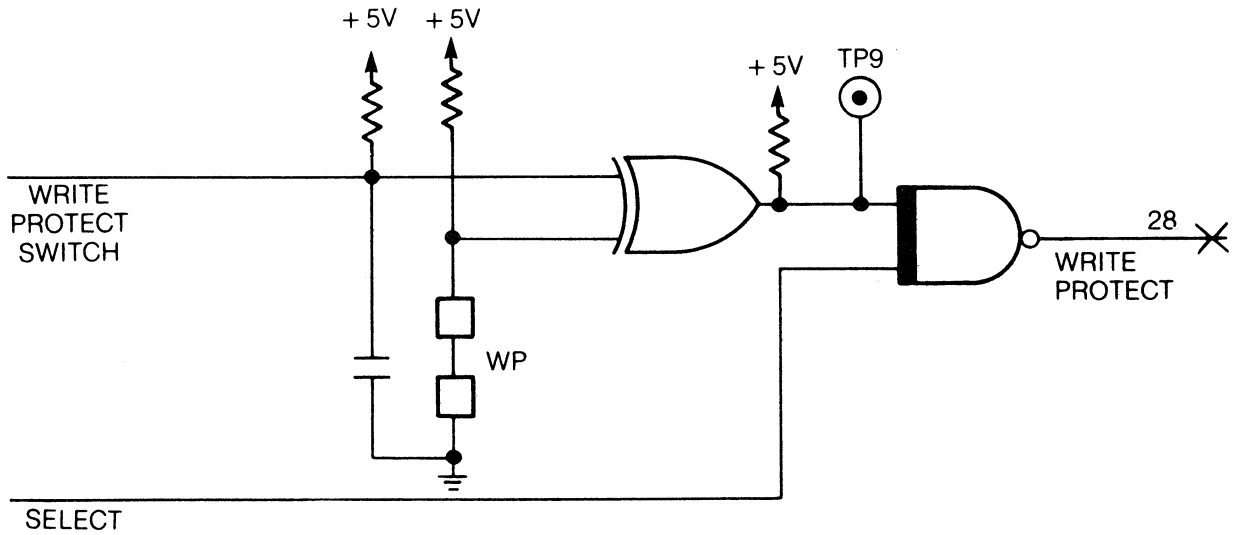 + 5V
+ 5V
+ 5V
TP9
WRITE
PROTECT
SWITCH
28
WRITE
PROTECT
WP
SELECT